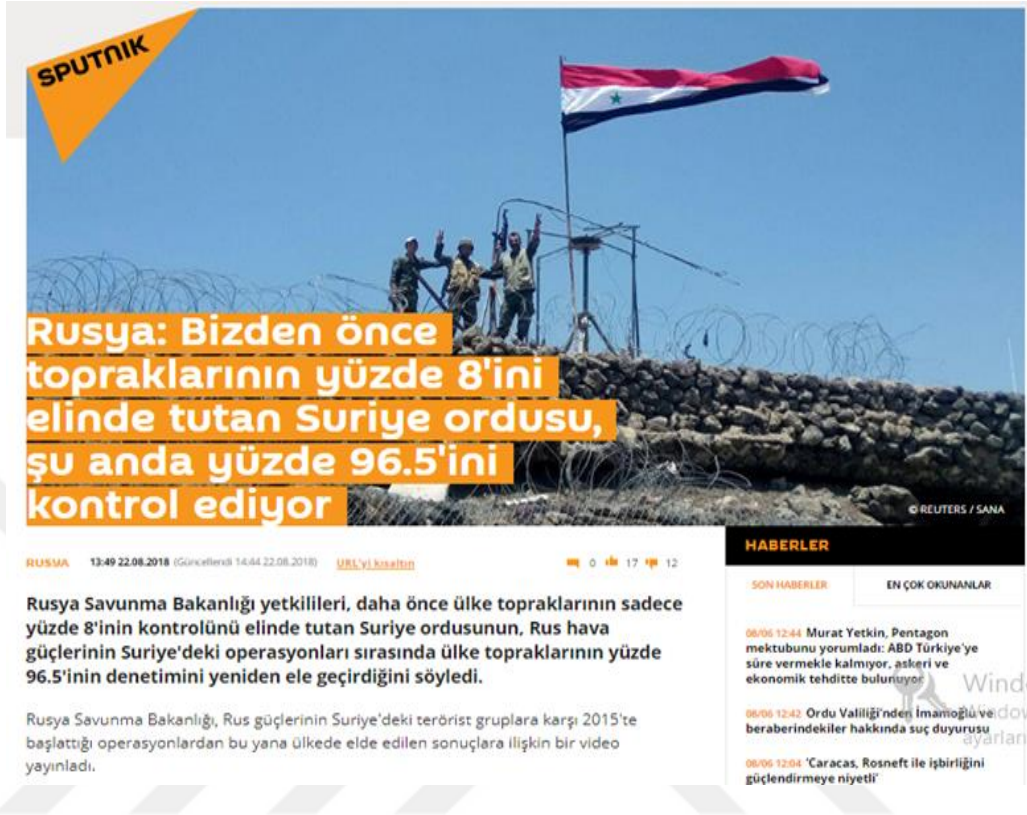 SPUTNIK
Rusya: Bizden önce
topraklarının yüzde 8'ini
elinde tutan Suriye ordusu,
şu anda yüzde 96.5'ini
kontrol ediyor
© REUTERS / SANA
RUSYA 13:49 22.08.2018 (Güncellendi 14:44 22.08.2018) URL'yi kısaltın 0 17 12
Rusya Savunma Bakanlığı yetkilileri, daha önce ülke topraklarının sadece
yüzde 8'inin kontrolünü elinde tutan Suriye ordusunun, Rus hava
güçlerinin Suriye'deki operasyonları sırasında ülke topraklarının yüzde
96.5'inin denetimini yeniden ele geçirdiğini söyledi.
Rusya Savunma Bakanlığı, Rus güçlerinin Suriye'deki terörist gruplara karşı 2015'te
başlattığı operasyonlardan bu yana ülkede elde edilen sonuçlara ilişkin bir video
yayınladı.
HABERLER
SON HABERLER EN ÇOK OKUNANLAR
08/06 12:44 Murat Yetkin, Pentagon
mektubunu yorumladı: ABD Türkiye'ye
süre vermekle kalmıyor, askeri ve
ekonomik tehditte bulunuyor
08/06 12:42 Ordu Valiliği'nden İmamoğlu ve
beraberindekiler hakkında suç duyurusu
08/06 12:04 'Caracas, Rosneft ile işbirliğini
güçlendirmeye niyetli'